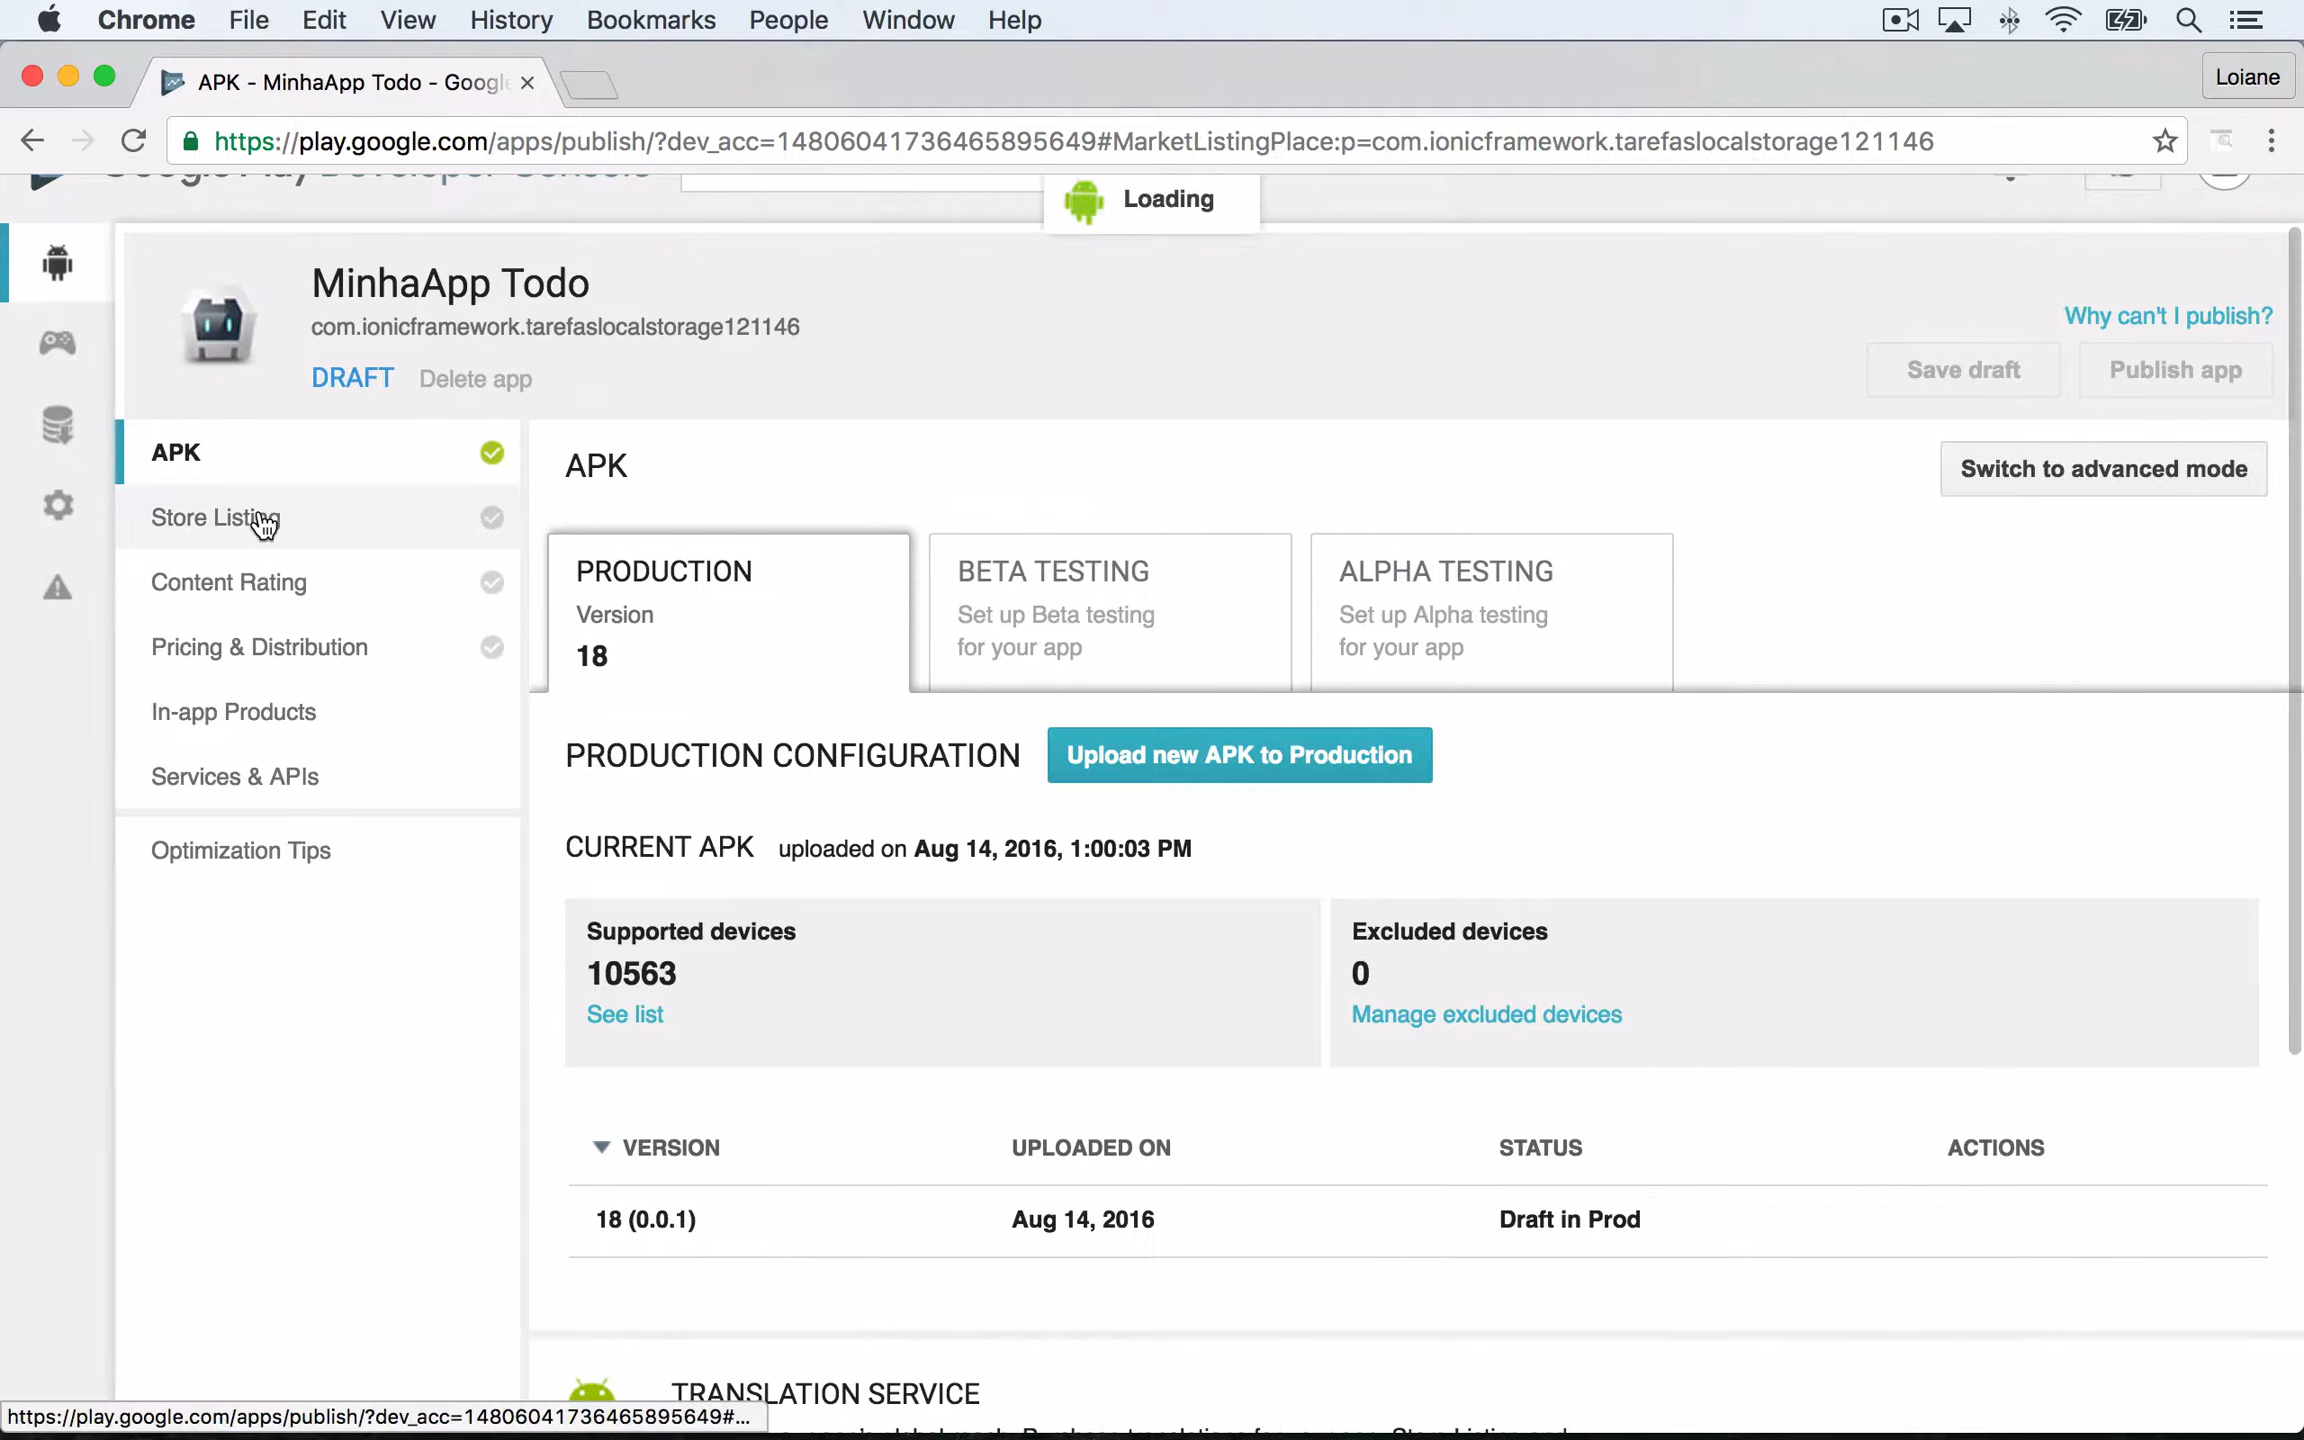 Chrome File Edit View History Bookmarks People Window Help
APK - MinhaApp Todo - Googl
Loiane
https://play.google.com/apps/publish/?dev_acc=14806041736465895649#MarketListingPlace:p=com.ionicframework.tarefaslocalstorage121146
Google Play Developer Console
Loading
MinhaApp Todo
com.ionicframework.tarefaslocalstorage121146
Why can't I publish?
DRAFT Delete app
Save draft Publish app
APK
Store Listing
Content Rating
Pricing & Distribution
In-app Products
Services & APIs
Optimization Tips
APK
Switch to advanced mode
PRODUCTION
Version
18
BETA TESTING
Set up Beta testing
for your app
ALPHA TESTING
Set up Alpha testing
for your app
PRODUCTION CONFIGURATION Upload new APK to Production
CURRENT APK uploaded on Aug 14, 2016, 1:00:03 PM
Supported devices
10563
See list
Excluded devices
0
Manage excluded devices
VERSION UPLOADED ON STATUS ACTIONS
18 (0.0.1) Aug 14, 2016 Draft in Prod
TRANSLATION SERVICE
https://play.google.com/apps/publish/?dev_acc=14806041736465895649#...